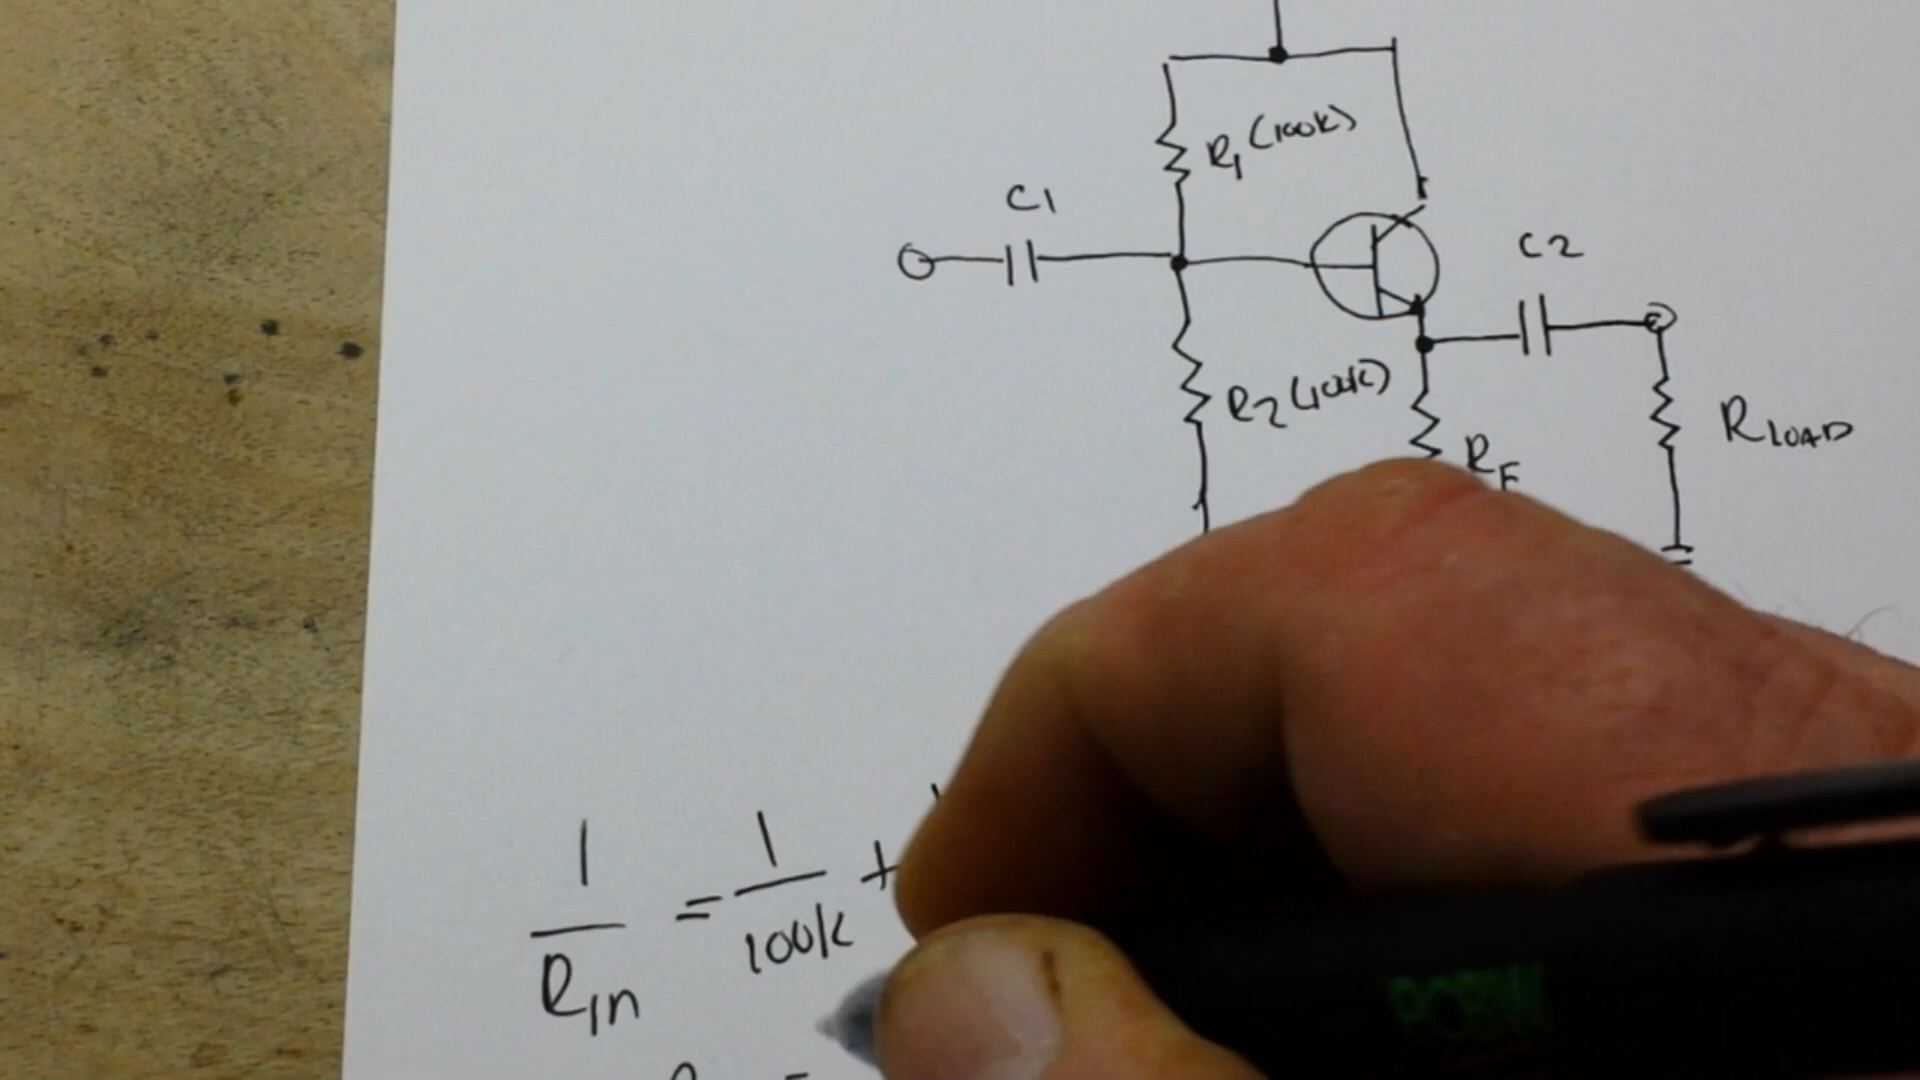 R1 (100K)
C1
C2
R2 (100K)
RLOAD
RE
1/Rin = 1/100K +